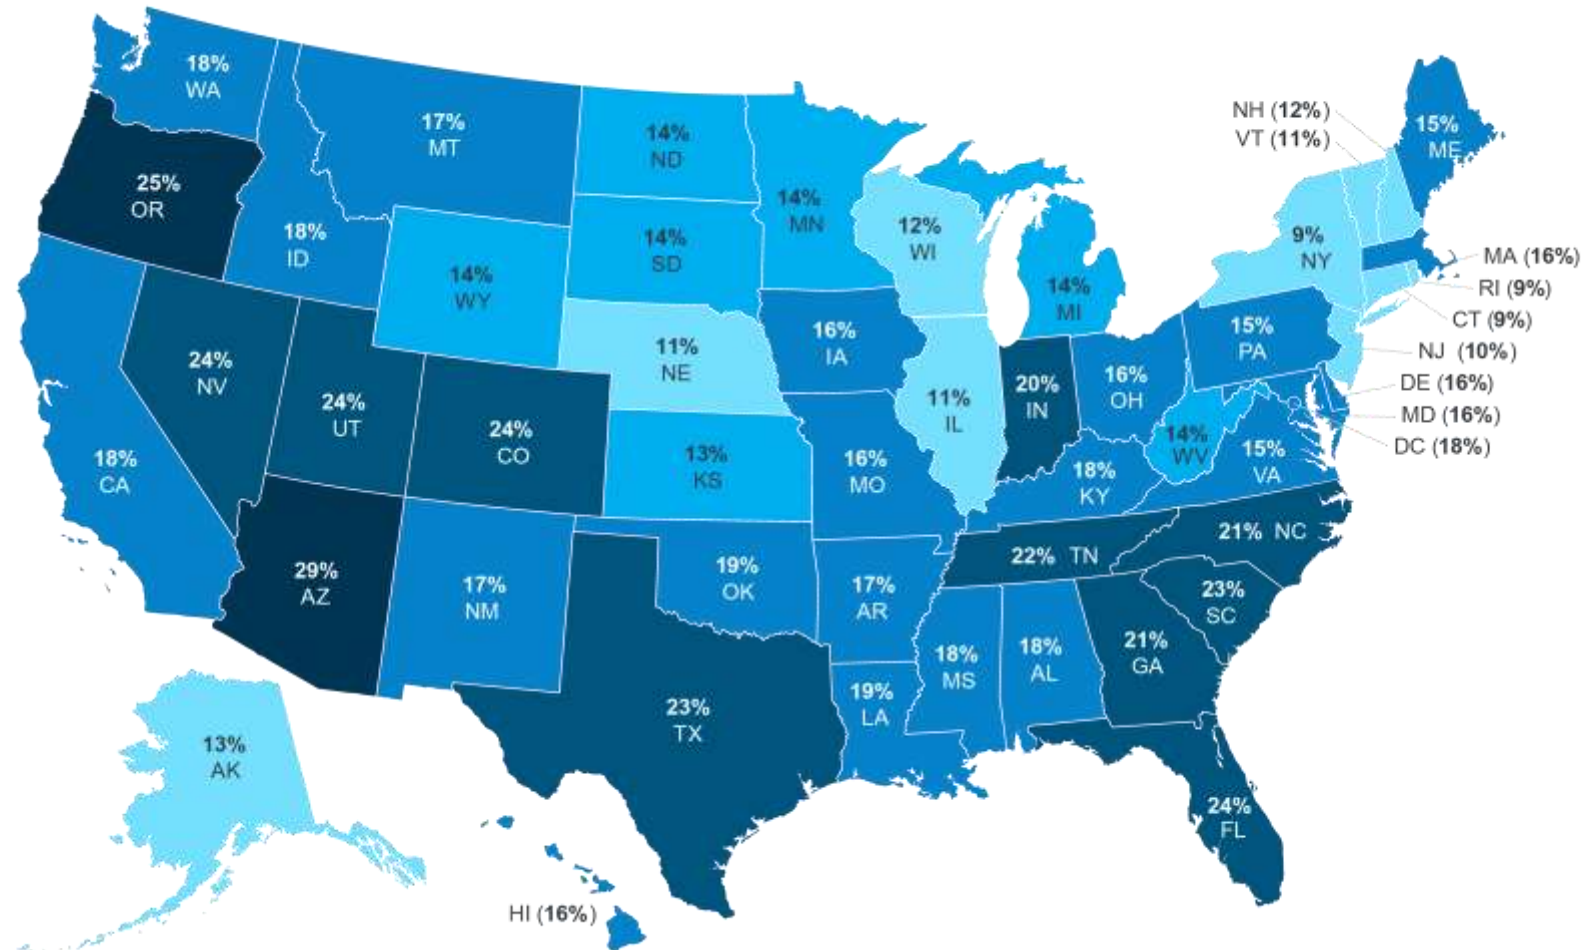 18%
WA
17%
MT
14%
ND
14%
MN
25%
OR
18%
ID
14%
WY
14%
SD
12%
WI
14%
MI
NH (12%)
VT (11%)
15%
ME
9%
NY
MA (16%)
RI (9%)
CT (9%)
NJ (10%)
DE (16%)
MD (16%)
DC (18%)
24%
NV
24%
UT
24%
CO
11%
NE
16%
IA
11%
IL
20%
IN
16%
OH
15%
PA
18%
CA
13%
KS
16%
MO
18%
KY
14%
WV
15%
VA
29%
AZ
17%
NM
19%
OK
17%
AR
22% TN
21% NC
23%
SC
23%
TX
19%
LA
18%
MS
18%
AL
21%
GA
24%
FL
13%
AK
HI (16%)